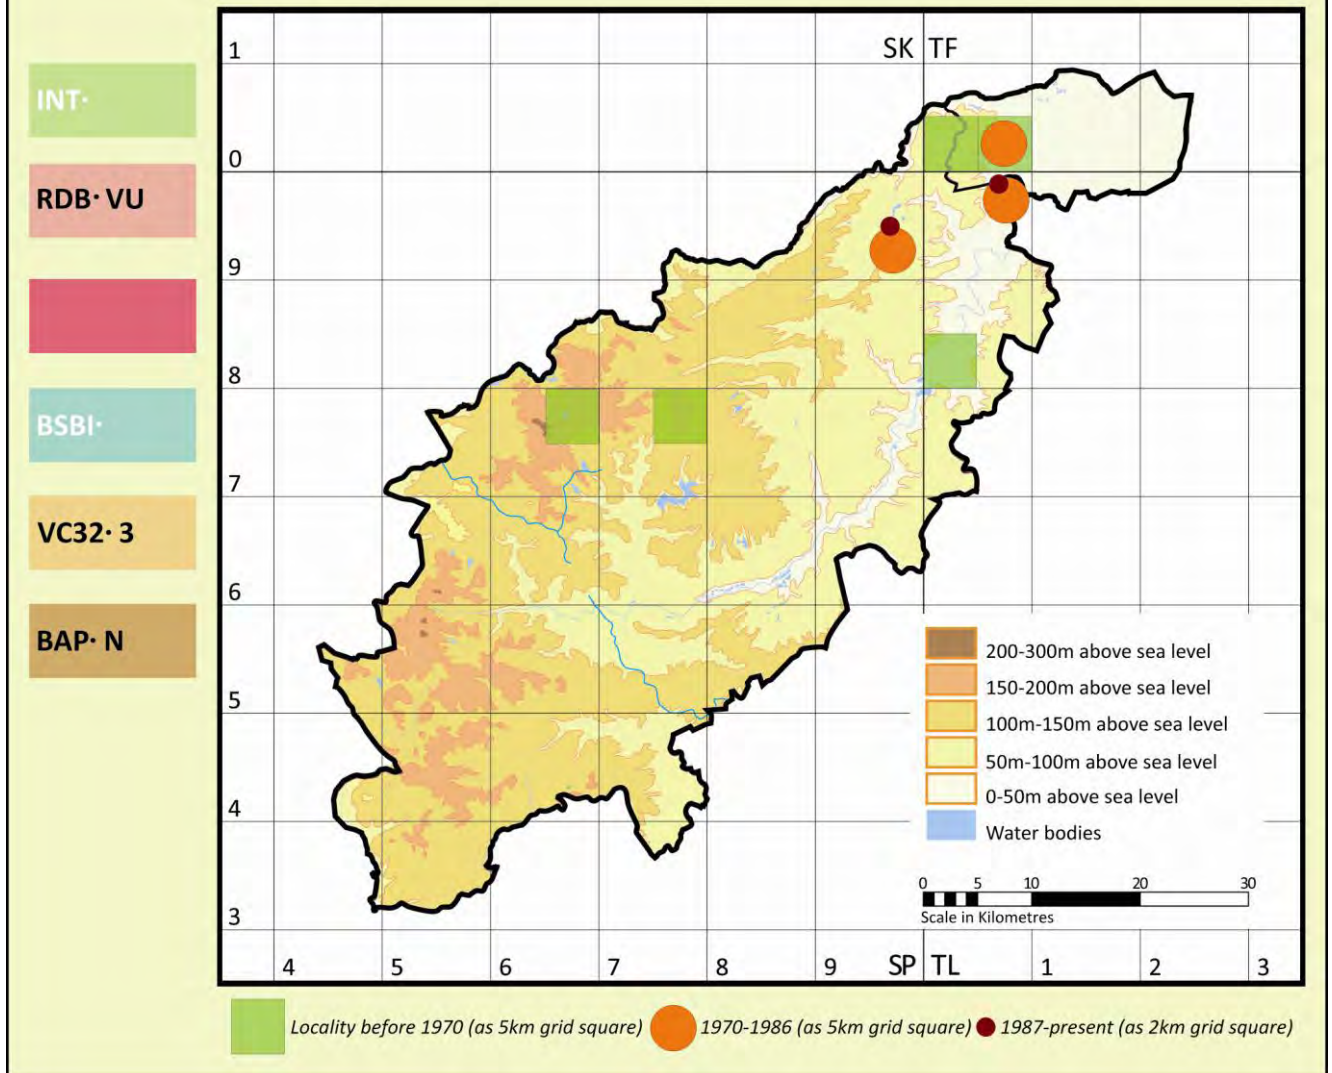 INT·
RDB· VU
BSBI·
VC32· 3
BAP· N
1
SK TF
0
9
8
7
6
5
4
3
4 5 6 7 8 9 SP TL 1 2 3
200-300m above sea level
150-200m above sea level
100m-150m above sea level
50m-100m above sea level
0-50m above sea level
Water bodies
0 5 10 20 30
Scale in Kilometres
Locality before 1970 (as 5km grid square) 1970-1986 (as 5km grid square) 1987-present (as 2km grid square)